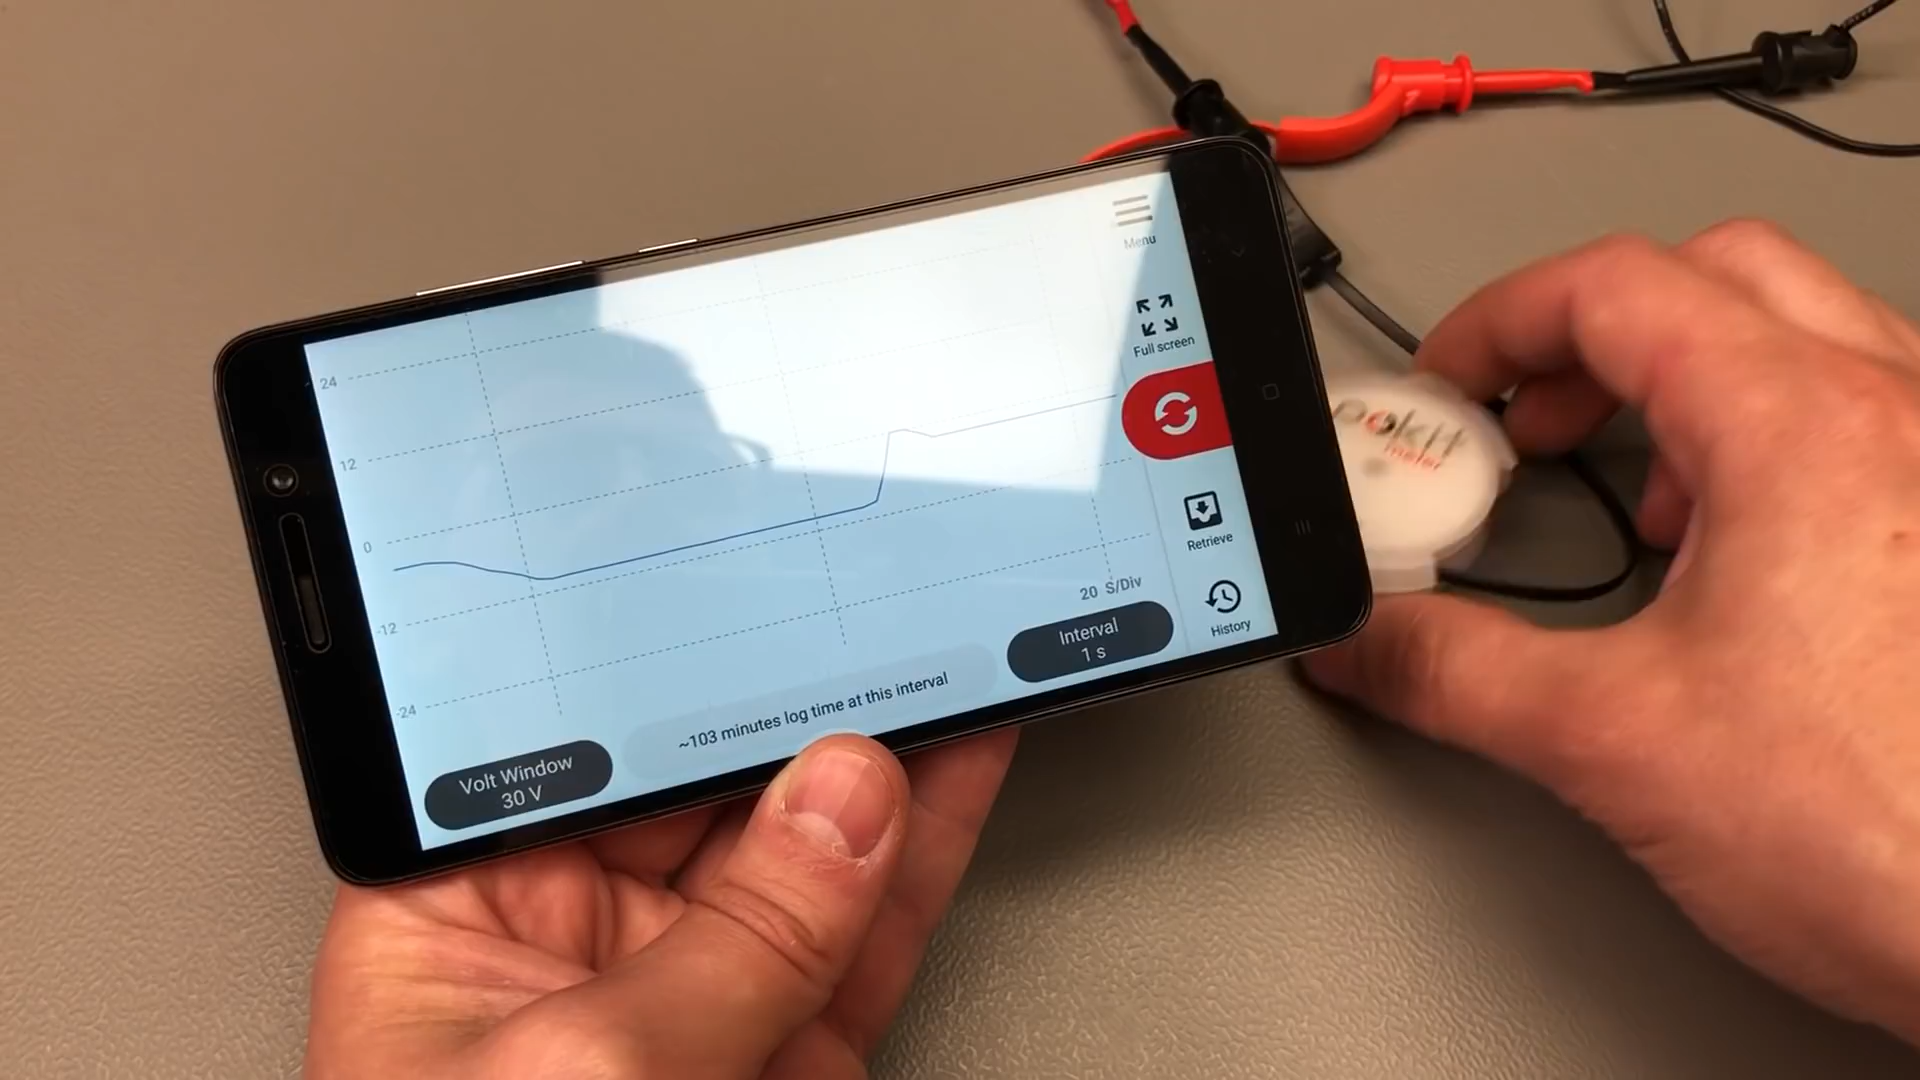 Menu
Full screen
24
12
0
-12
-24
Retrieve
20 S/Div
History
Interval
1 s
~103 minutes log time at this interval
Volt Window
30 V
pokit
meter